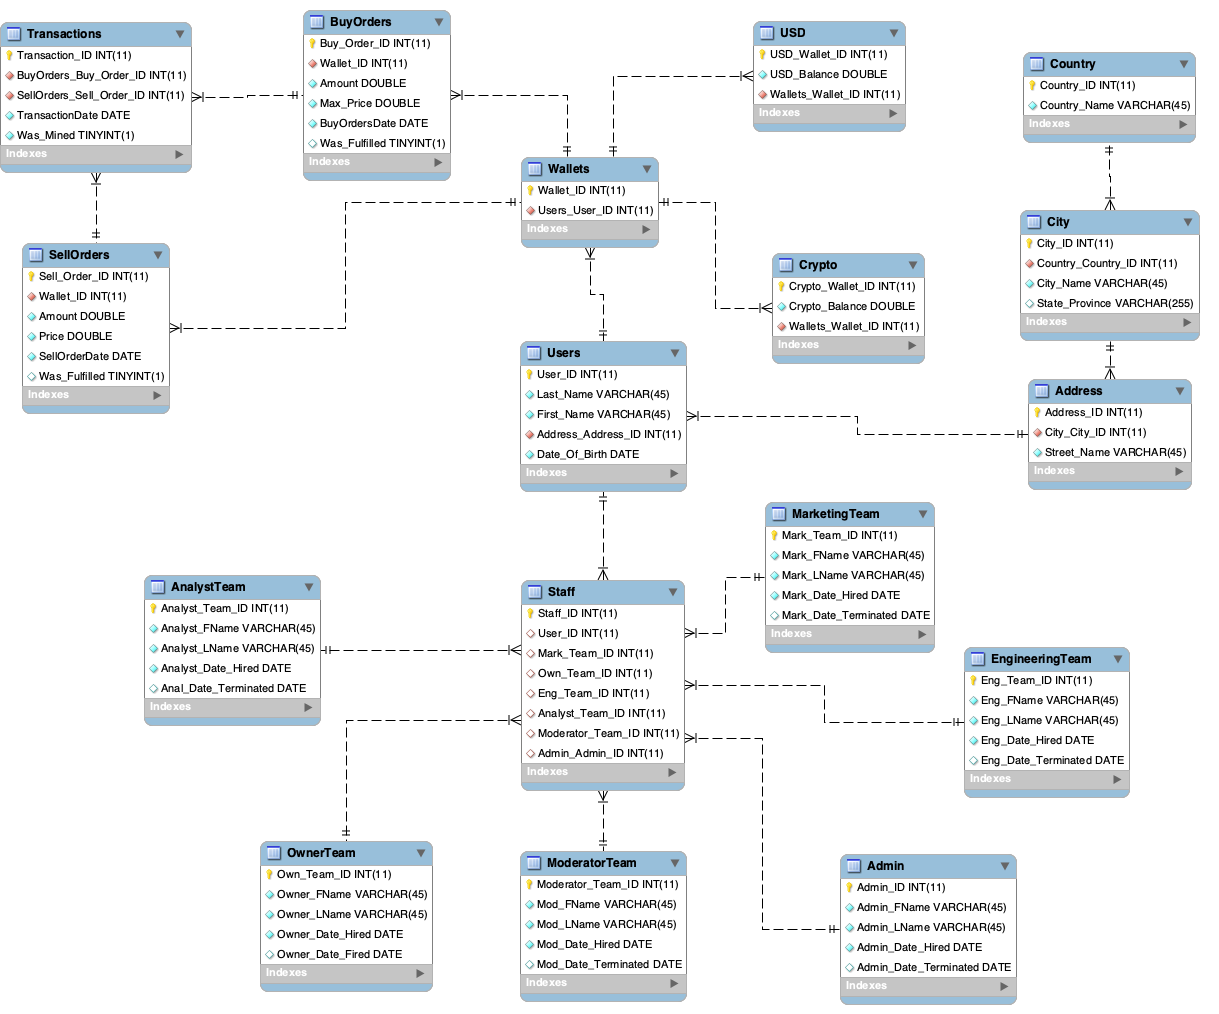 Transactions
Transaction_ID INT(11)
BuyOrders_Buy_Order_ID INT(11)
SellOrders_Sell_Order_ID INT(11)
TransactionDate DATE
Was_Mined TINYINT(1)
Indexes
BuyOrders
Buy_Order_ID INT(11)
Wallet_ID INT(11)
Amount DOUBLE
Max_Price DOUBLE
BuyOrdersDate DATE
Was_Fulfilled TINYINT(1)
Indexes
USD
USD_Wallet_ID INT(11)
USD_Balance DOUBLE
Wallets_Wallet_ID INT(11)
Indexes
Country
Country_ID INT(11)
Country_Name VARCHAR(45)
Indexes
Wallets
Wallet_ID INT(11)
Users_User_ID INT(11)
Indexes
SellOrders
Sell_Order_ID INT(11)
Wallet_ID INT(11)
Amount DOUBLE
Price DOUBLE
SellOrderDate DATE
Was_Fulfilled TINYINT(1)
Indexes
Crypto
Crypto_Wallet_ID INT(11)
Crypto_Balance DOUBLE
Wallets_Wallet_ID INT(11)
Indexes
City
City_ID INT(11)
Country_Country_ID INT(11)
City_Name VARCHAR(45)
State_Province VARCHAR(255)
Indexes
Users
User_ID INT(11)
Last_Name VARCHAR(45)
First_Name VARCHAR(45)
Address_Address_ID INT(11)
Date_Of_Birth DATE
Indexes
Address
Address_ID INT(11)
City_City_ID INT(11)
Street_Name VARCHAR(45)
Indexes
MarketingTeam
Mark_Team_ID INT(11)
Mark_FName VARCHAR(45)
Mark_LName VARCHAR(45)
Mark_Date_Hired DATE
Mark_Date_Terminated DATE
Indexes
AnalystTeam
Analyst_Team_ID INT(11)
Analyst_FName VARCHAR(45)
Analyst_LName VARCHAR(45)
Analyst_Date_Hired DATE
Anal_Date_Terminated DATE
Indexes
Staff
Staff_ID INT(11)
User_ID INT(11)
Mark_Team_ID INT(11)
Own_Team_ID INT(11)
Eng_Team_ID INT(11)
Analyst_Team_ID INT(11)
Moderator_Team_ID INT(11)
Admin_Admin_ID INT(11)
Indexes
EngineeringTeam
Eng_Team_ID INT(11)
Eng_FName VARCHAR(45)
Eng_LName VARCHAR(45)
Eng_Date_Hired DATE
Eng_Date_Terminated DATE
Indexes
OwnerTeam
Own_Team_ID INT(11)
Owner_FName VARCHAR(45)
Owner_LName VARCHAR(45)
Owner_Date_Hired DATE
Owner_Date_Fired DATE
Indexes
ModeratorTeam
Moderator_Team_ID INT(11)
Mod_FName VARCHAR(45)
Mod_LName VARCHAR(45)
Mod_Date_Hired DATE
Mod_Date_Terminated DATE
Indexes
Admin
Admin_ID INT(11)
Admin_FName VARCHAR(45)
Admin_LName VARCHAR(45)
Admin_Date_Hired DATE
Admin_Date_Terminated DATE
Indexes